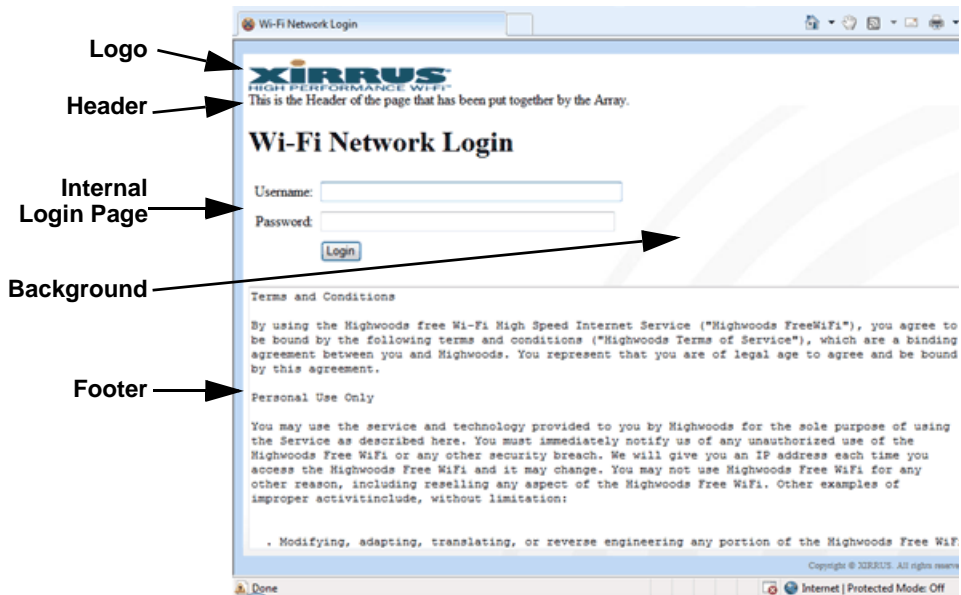 Wi-Fi Network Login
Logo
XIRRUS
HIGH PERFORMANCE WI-FI
Header
This is the Header of the page that has been put together by the Array.
Wi-Fi Network Login
Internal
Login Page
Username:
Password:
Login
Background
Terms and Conditions
By using the Highwoods free Wi-Fi High Speed Internet Service ("Highwoods FreeWiFi"), you agree to
be bound by the following terms and conditions ("Highwoods Terms of Service"), which are a binding
agreement between you and Highwoods. You represent that you are of legal age to agree and be bound
by this agreement.
Footer
Personal Use Only
You may use the service and technology provided to you by Highwoods for the sole purpose of using
the Service as described here. You must immediately notify us of any unauthorized use of the
Highwoods Free WiFi or any other security breach. We will give you an IP address each time you
access the Highwoods Free WiFi and it may change. You may not use Highwoods Free WiFi for any
other reason, including reselling any aspect of the Highwoods Free WiFi. Other examples of
improper activitinclude, without limitation:
. Modifying, adapting, translating, or reverse engineering any portion of the Highwoods Free WiF
Copyright © XIRRUS. All rights reserve
Done
Internet | Protected Mode: Off